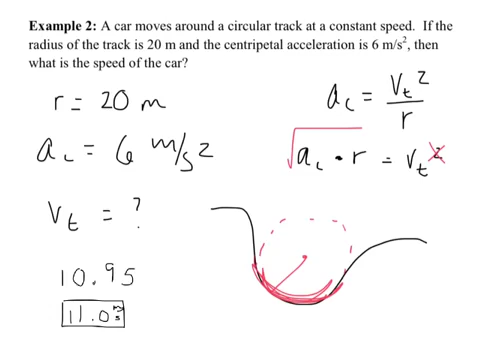 Example 2: A car moves around a circular track at a constant speed. If the
radius of the track is 20 m and the centripetal acceleration is 6 m/s², then
what is the speed of the car?
r = 20 m
a_c = 6 m/s²
v_t = ?
10.95
11.0 m/s
a_c = v_t²/r
√(a_c · r) = v_t²